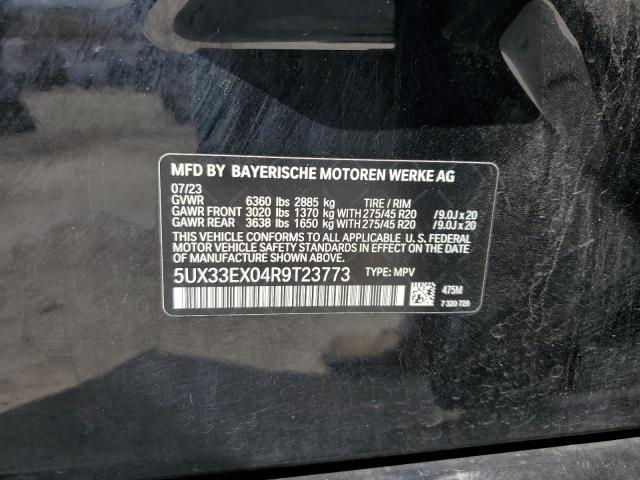 MFD BY BAYERISCHE MOTOREN WERKE AG
07/23
GVWR 6360 lbs 2885 kg TIRE / RIM
GAWR FRONT 3020 lbs 1370 kg WITH 275/45 R20 /9.0J x 20
GAWR REAR 3638 lbs 1650 kg WITH 275/45 R20 /9.0J x 20
THIS VEHICLE CONFORMS TO ALL APPLICABLE U. S. FEDERAL
MOTOR VEHICLE SAFETY STANDARDS IN EFFECT ON THE
DATE OF MANUFACTURE SHOWN ABOVE.
5UX33EX04R9T23773 TYPE: MPV
475M
7 320 729